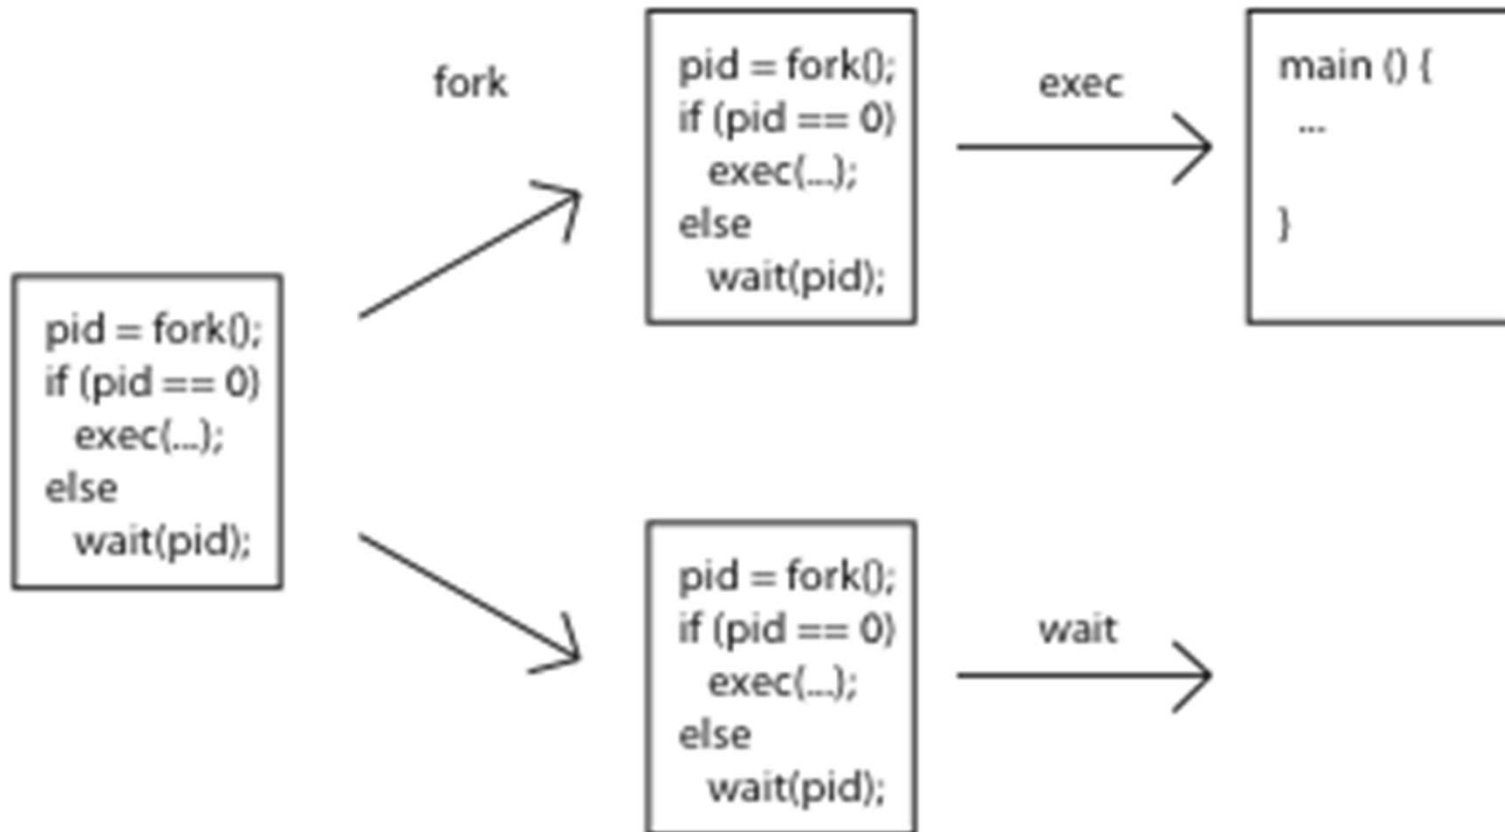 fork
pid = fork();
if (pid == 0)
exec(...);
else
wait(pid);
exec
main () {
...
}
pid = fork();
if (pid == 0)
exec(...);
else
wait(pid);
pid = fork();
if (pid == 0)
exec(...);
else
wait(pid);
wait